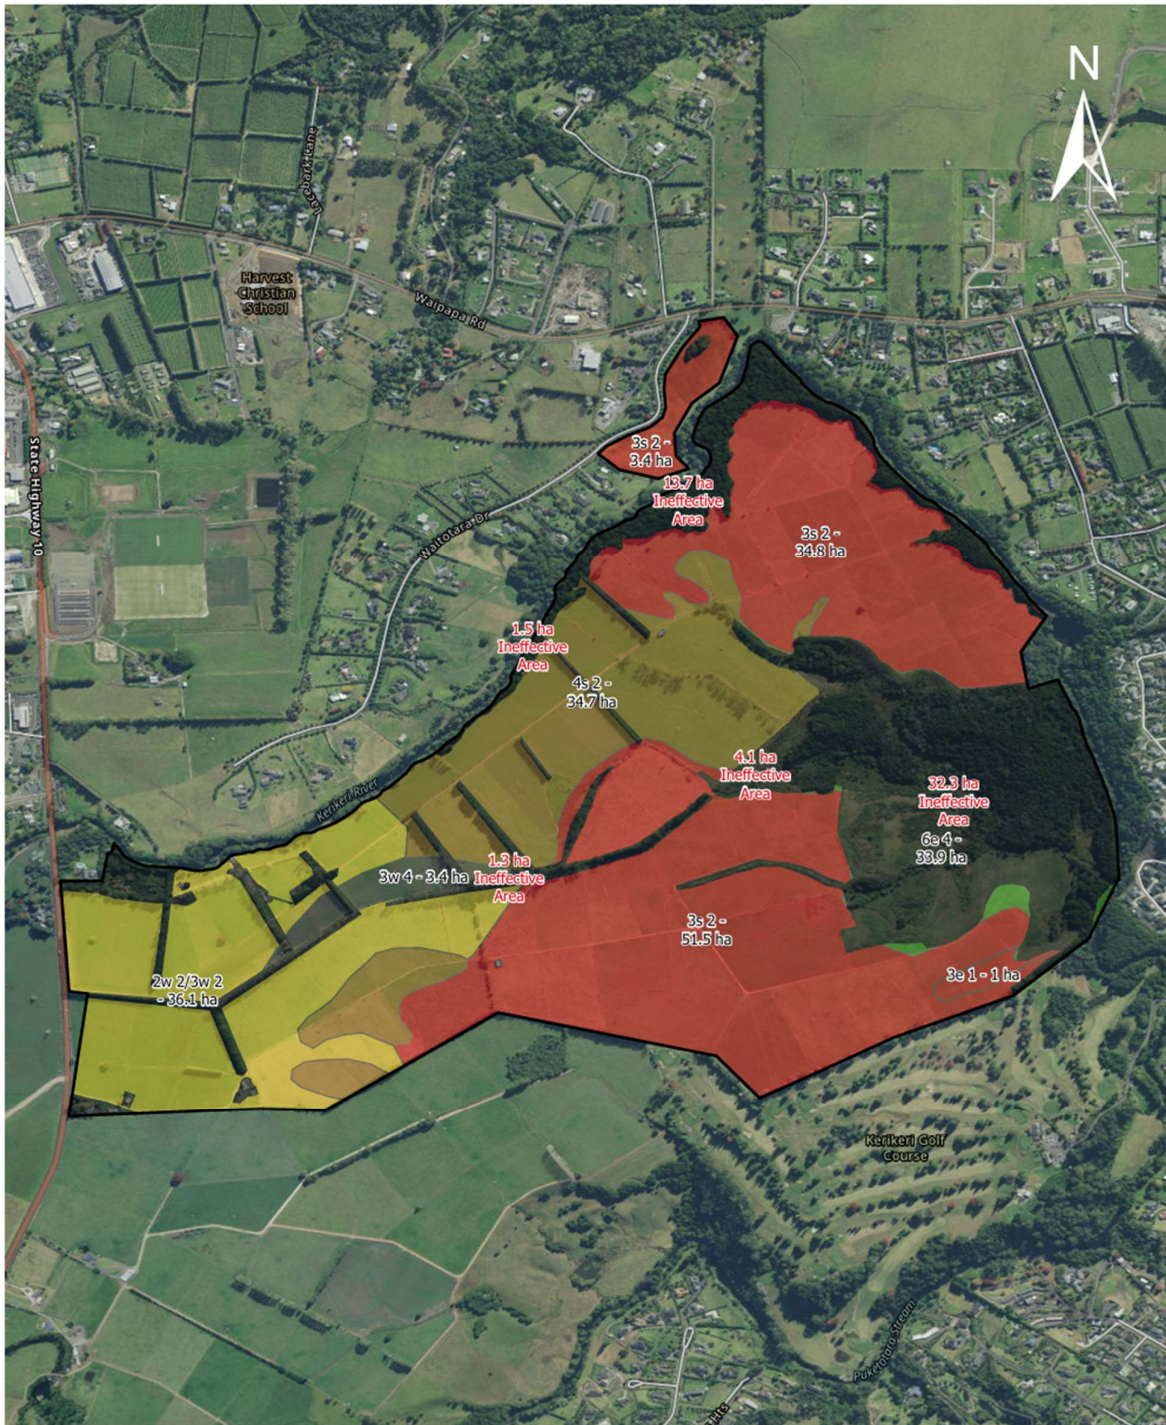 N
Lacebark Lane
Harvest
Christian
School
Waipapa Rd
State Highway 10
3s 2 -
3.4 ha
13.7 ha
Ineffective
Area
Waitotara Dr
3s 2 -
34.8 ha
1.5 ha
Ineffective
Area
4s 2 -
34.7 ha
4.1 ha
Ineffective
Area
32.3 ha
Ineffective
Area
6e 4 -
33.9 ha
Kerikeri River
1.3 ha
Ineffective
Area
3w 4 - 3.4 ha
3s 2 -
51.5 ha
3e 1 - 1 ha
2w 2/3w 2
- 36.1 ha
Kerikeri Golf
Course
Puketotara Stream
Hts